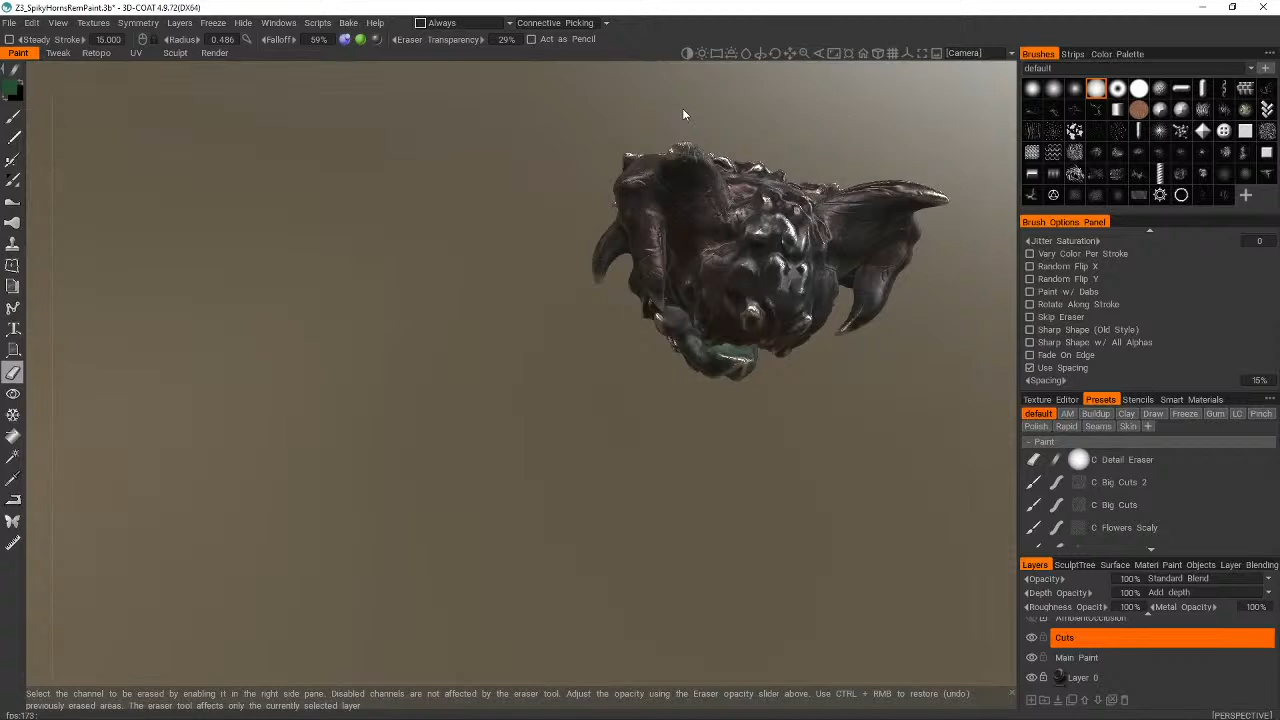 Z3_SpikyHornsRemPaint.3b* - 3D-COAT 4.9.72(DX64)
File Edit View Textures Symmetry Layers Freeze Hide Windows Scripts Bake Help Always Connective Picking
Steady Stroke 15.000 Radius 0.486 Falloff 59% Eraser Transparency 29% Act as Pencil
Paint Tweak Retopo UV Sculpt Render [Camera]
Brushes Strips Color Palette
default
Brush Options Panel
Jitter Saturation 0
Vary Color Per Stroke
Random Flip X
Random Flip Y
Paint w/ Dabs
Rotate Along Stroke
Skip Eraser
Sharp Shape (Old Style)
Sharp Shape w/ All Alphas
Fade On Edge
Use Spacing
Spacing 15%
Texture Editor Presets Stencils Smart Materials
default AM Buildup Clay Draw Freeze Gum LC Pinch
Polish Rapid Seams Skin +
- Paint
C Detail Eraser
C Big Cuts 2
C Big Cuts
C Flowers Scaly
Layers SculptTree Surface Materi Paint Objects Layer Blending
Opacity 100% Standard Blend
Depth Opacity 100% Add depth
Roughness Opacit 100% Metal Opacity 100%
AmbientOcclusion
Cuts
Main Paint
Layer 0
Select the channel to be erased by enabling it in the right side pane. Disabled channels are not affected by the eraser tool. Adjust the opacity using the Eraser opacity slider above. Use CTRL + RMB to restore (undo)
previously erased areas. The eraser tool affects only the currently selected layer
fps:173; [PERSPECTIVE]